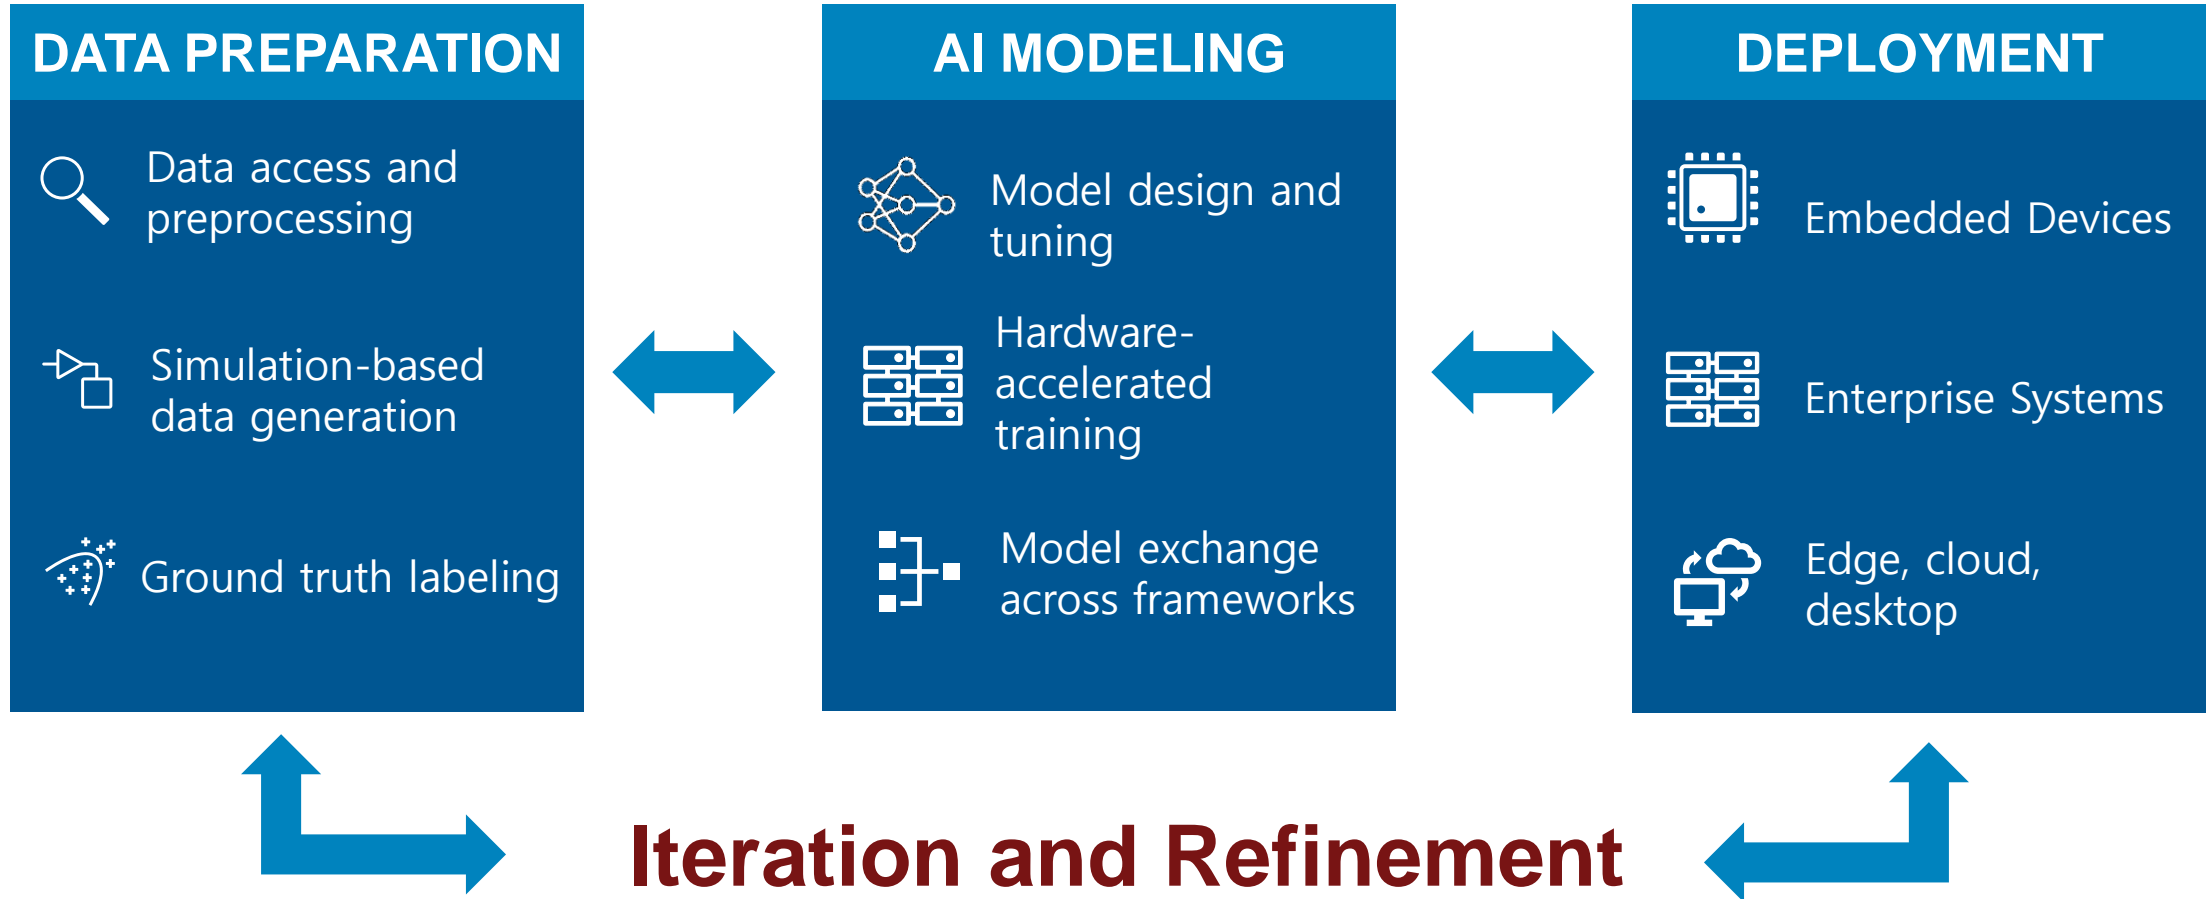 DATA PREPARATION
Data access and
preprocessing
Simulation-based
data generation
Ground truth labeling
AI MODELING
Model design and
tuning
Hardware-
accelerated
training
Model exchange
across frameworks
DEPLOYMENT
Embedded Devices
Enterprise Systems
Edge, cloud,
desktop
Iteration and Refinement